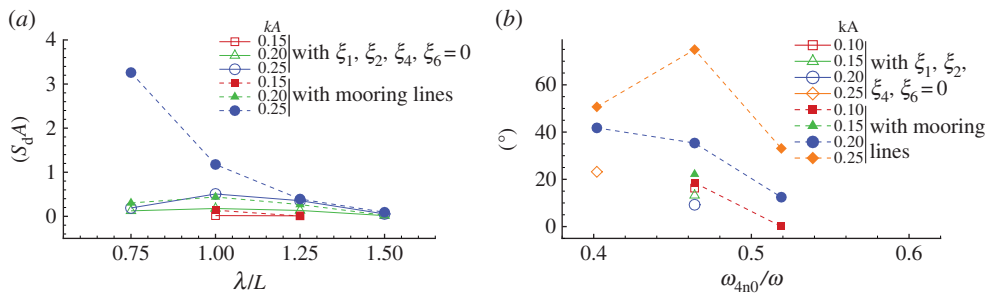 (a)
4
3
2
1
0
(S_dA)
0.75 1.00 1.25 1.50
λ/L
kA
0.15
0.20 with ξ₁, ξ₂, ξ₄, ξ₆=0
0.25
0.15
0.20 with mooring lines
0.25
(b)
60
40
20
0
(°)
0.4 0.5 0.6
ω₄ₙ₀/ω
kA
0.10
0.15 with ξ₁, ξ₂,
0.20 ξ₄, ξ₆=0
0.25
0.10
0.15 with mooring
0.20 lines
0.25